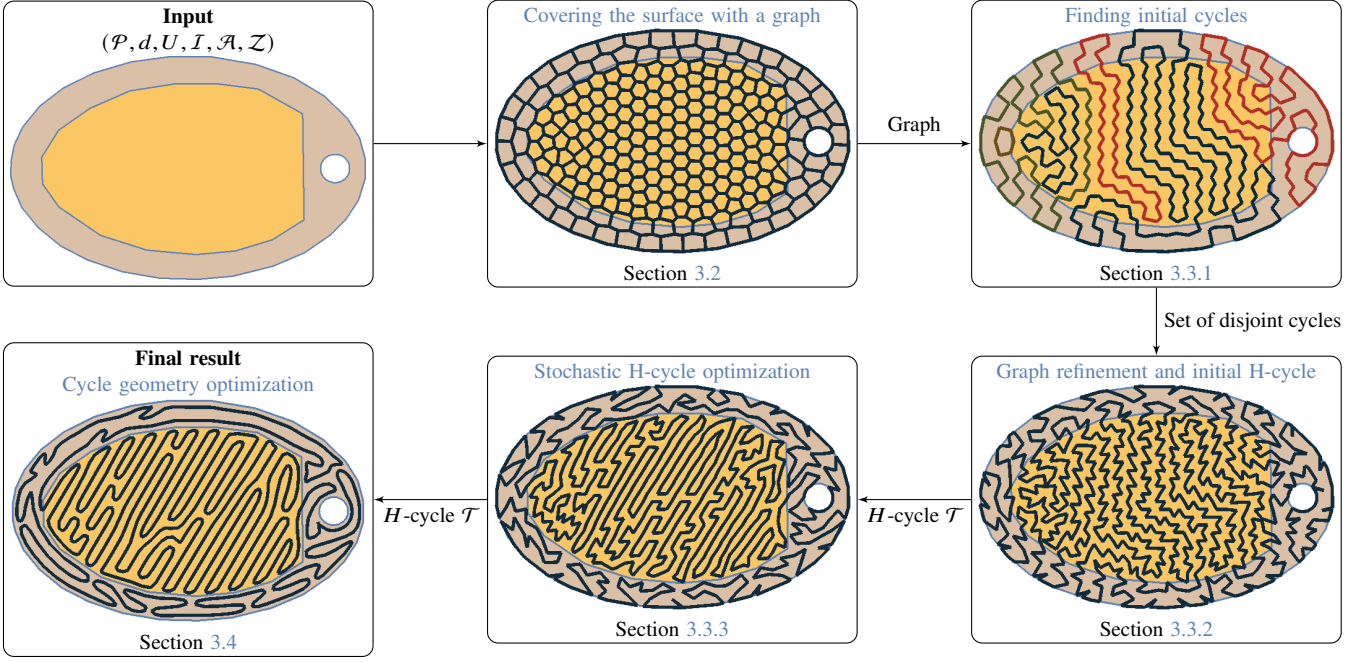 Input
(𝒫, d, U, I, 𝒜, 𝒵)
Covering the surface with a graph
Section 3.2
Graph
Finding initial cycles
Section 3.3.1
Set of disjoint cycles
Graph refinement and initial H-cycle
Section 3.3.2
H-cycle 𝒯
Stochastic H-cycle optimization
Section 3.3.3
H-cycle 𝒯
Final result
Cycle geometry optimization
Section 3.4